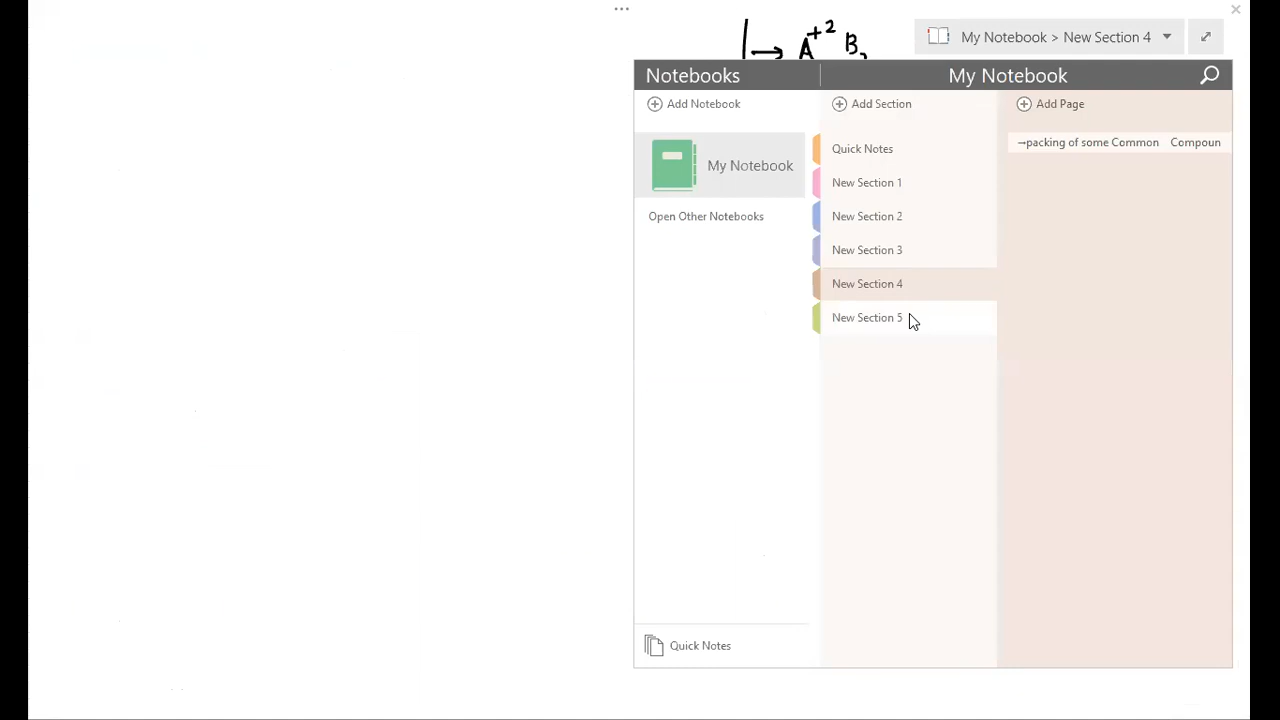 → A+2 B
My Notebook > New Section 4
Notebooks
My Notebook
Add Notebook
Add Section
Add Page
My Notebook
Open Other Notebooks
Quick Notes
New Section 1
New Section 2
New Section 3
New Section 4
New Section 5
→packing of some Common Compoun
Quick Notes